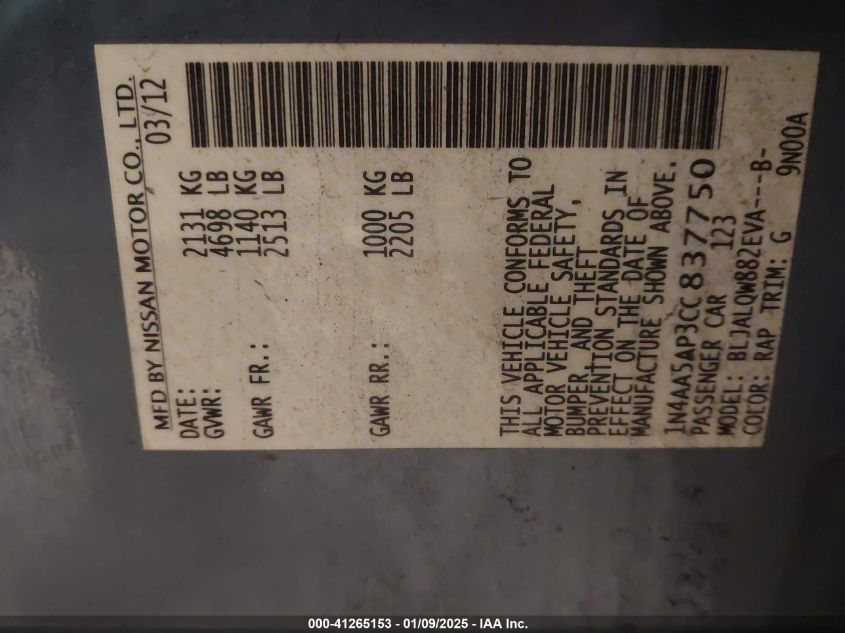 MFD BY NISSAN MOTOR CO., LTD.
DATE: 03/12
GVWR: 2131 KG
4698 LB
GAWR FR.: 1140 KG
2513 LB
GAWR RR.: 1000 KG
2205 LB
THIS VEHICLE CONFORMS TO
ALL APPLICABLE FEDERAL
MOTOR VEHICLE SAFETY,
BUMPER, AND THEFT
PREVENTION STANDARDS IN
EFFECT ON THE DATE OF
MANUFACTURE SHOWN ABOVE.
1N4AA5AP3CC837750
PASSENGER CAR 123
MODEL: BLJALQW882EVA---B-
COLOR: RAP TRIM: G 9N00A
000-41265153 - 01/09/2025 - IAA Inc.